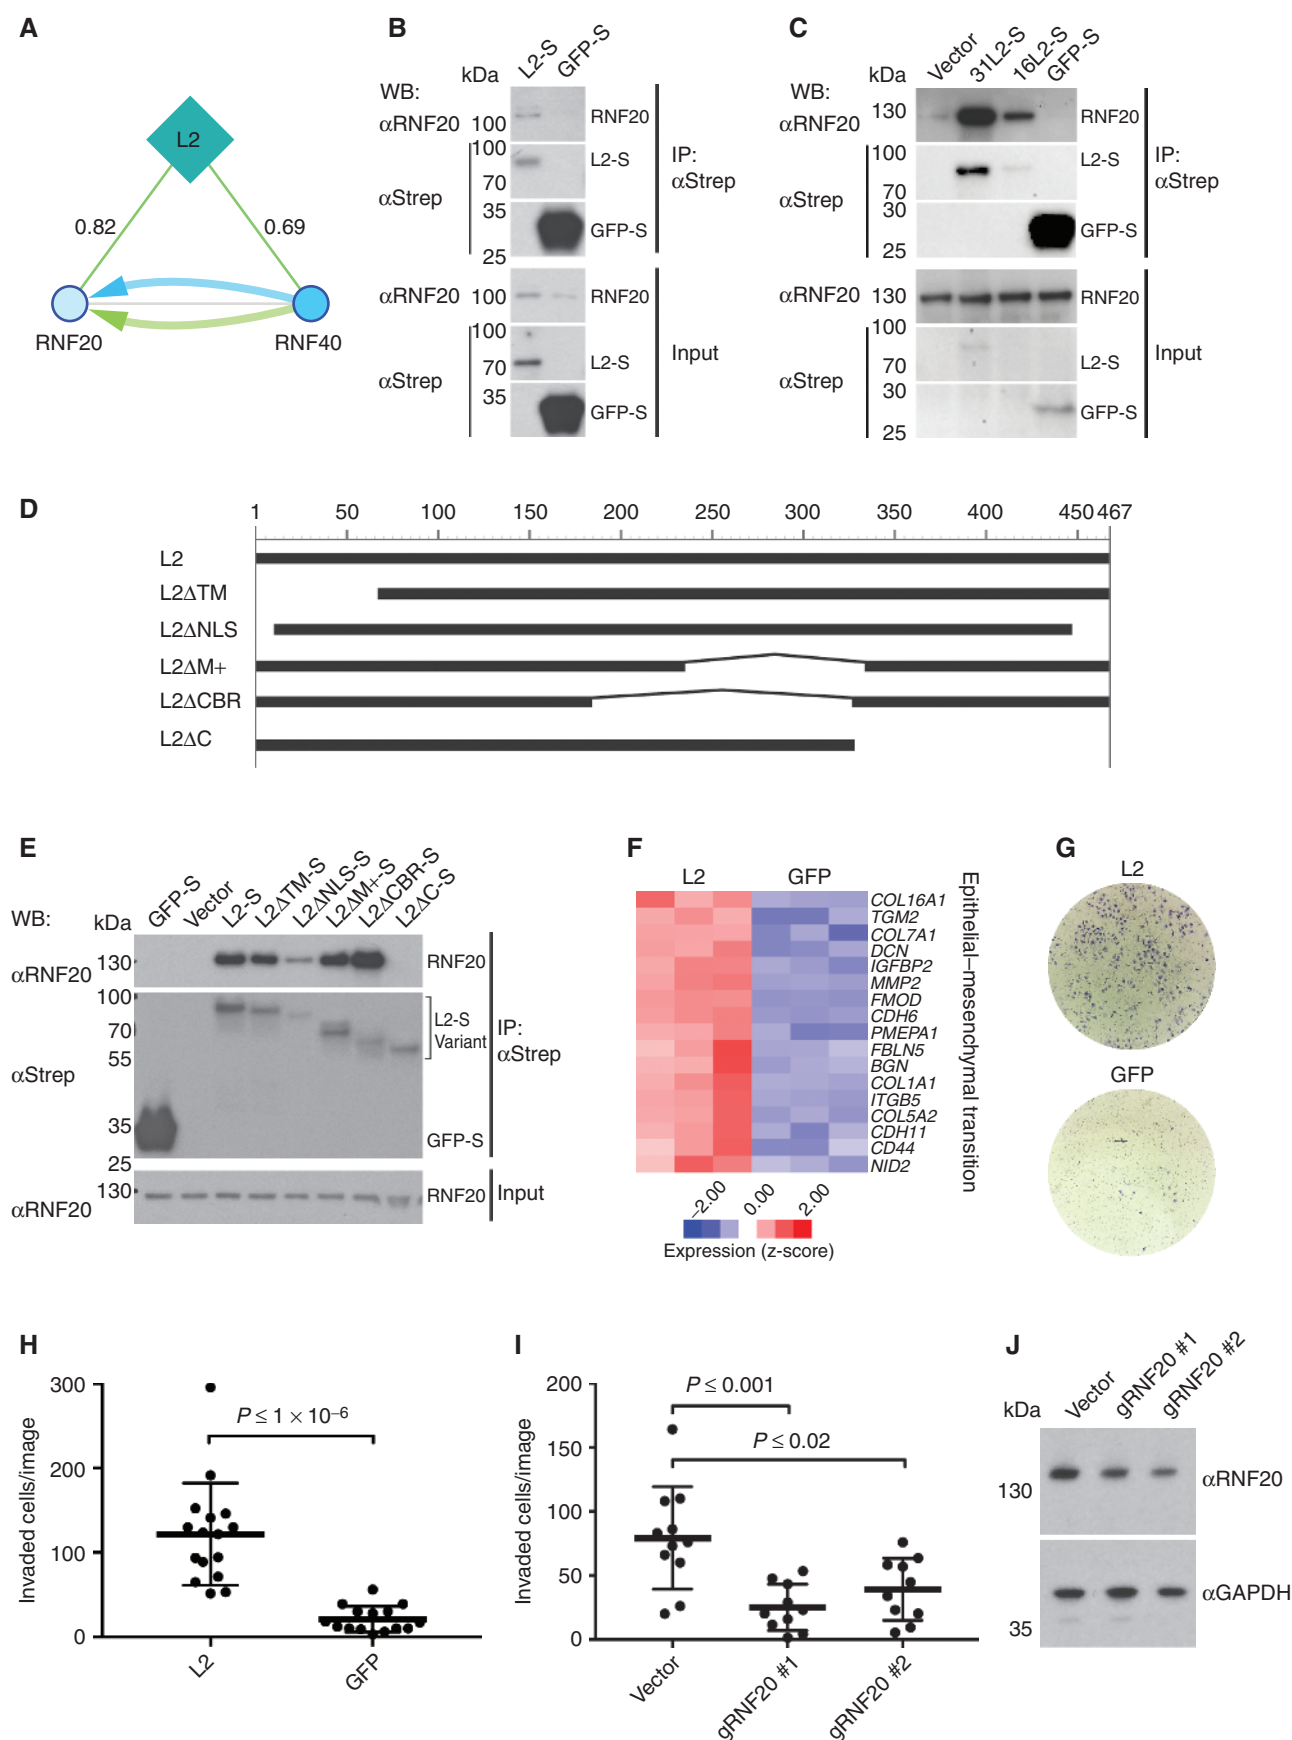 A
L2
0.82
0.69
RNF20
RNF40
B
L2-S
GFP-S
kDa
WB:
αRNF20
100
RNF20
αStrep
100
70
L2-S
35
25
GFP-S
IP:
αStrep
αRNF20
100
RNF20
αStrep
100
70
L2-S
35
GFP-S
Input
C
Vector
31L2-S
16L2-S
GFP-S
kDa
WB:
αRNF20
130
RNF20
αStrep
100
70
L2-S
30
25
GFP-S
IP:
αStrep
αRNF20
130
RNF20
αStrep
100
70
L2-S
30
25
GFP-S
Input
D
1 50 100 150 200 250 300 350 400 450 467
L2
L2ΔTM
L2ΔNLS
L2ΔM+
L2ΔCBR
L2ΔC
E
GFP-S
Vector
L2-S
L2ΔTM-S
L2ΔNLS-S
L2ΔM+-S
L2ΔCBR-S
L2ΔC-S
WB:
kDa
αRNF20
130
RNF20
αStrep
100
70
55
35
25
L2-S
Variant
GFP-S
IP:
αStrep
αRNF20
130
RNF20
Input
F
L2 GFP
COL16A1
TGM2
COL7A1
DCN
IGFBP2
MMP2
FMOD
CDH6
PMEPA1
FBLN5
BGN
COL1A1
ITGB5
COL5A2
CDH11
CD44
NID2
Epithelial–mesenchymal transition
–2.00
0.00
2.00
Expression (z-score)
G
L2
GFP
H
Invaded cells/image
300
200
100
0
P ≤ 1 × 10–6
L2
GFP
I
Invaded cells/image
200
150
100
50
0
P ≤ 0.001
P ≤ 0.02
Vector
gRNF20 #1
gRNF20 #2
J
Vector
gRNF20 #1
gRNF20 #2
kDa
130
αRNF20
αGAPDH
35